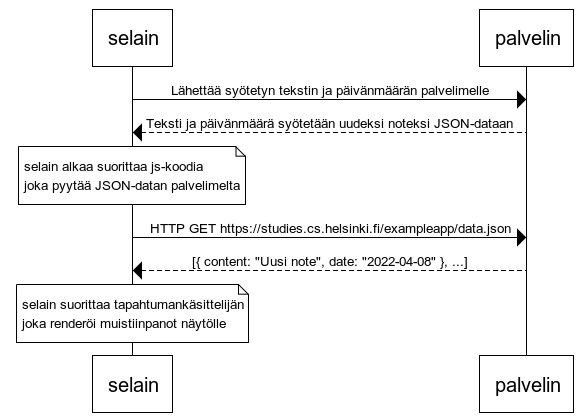 selain
palvelin
Lähettää syötetyn tekstin ja päivänmäärän palvelimelle
Teksti ja päivämäärä syötetään uudeksi noteksi JSON-dataan
selain alkaa suorittaa js-koodia
joka pyytää JSON-datan palvelimelta
HTTP GET https://studies.cs.helsinki.fi/exampleapp/data.json
[{ content: "Uusi note", date: "2022-04-08" }, ...]
selain suorittaa tapahtumankäsittelijän
joka renderöi muistiinpanot näytölle
selain
palvelin